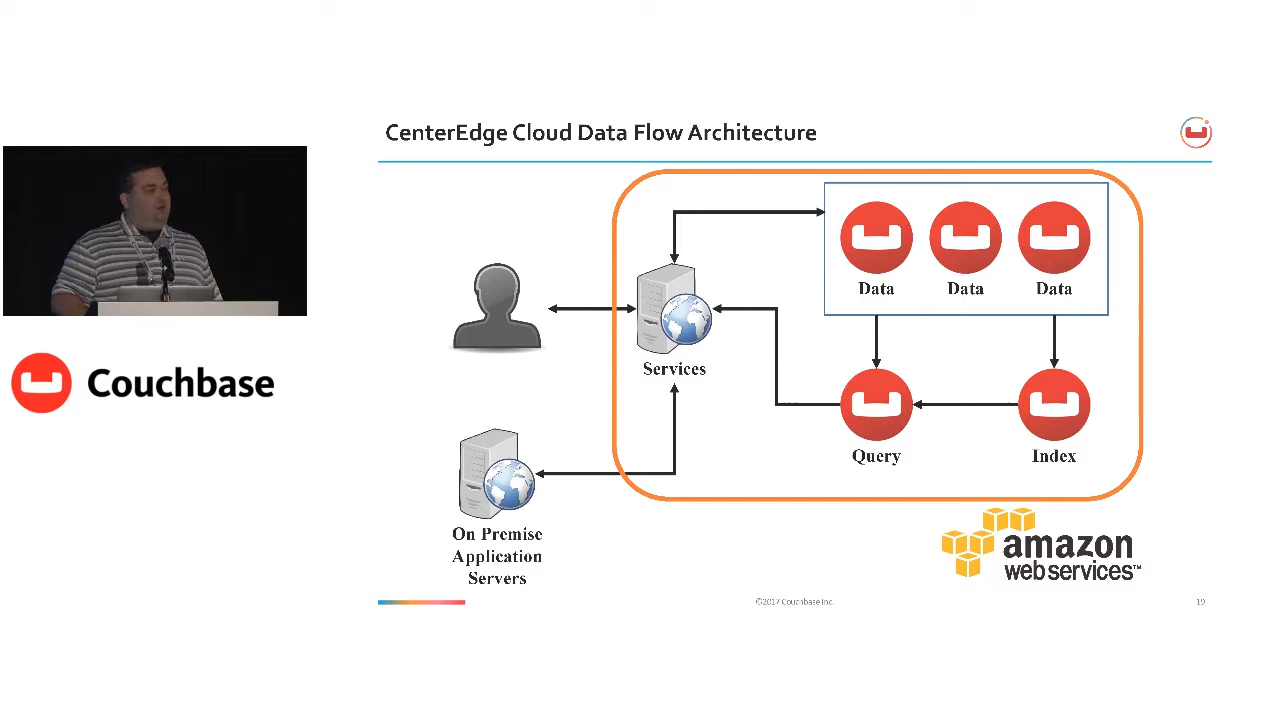 CenterEdge Cloud Data Flow Architecture
Data
Data
Data
Services
Query
Index
On Premise
Application
Servers
amazon
web services™
Couchbase
©2017 Couchbase Inc.
19